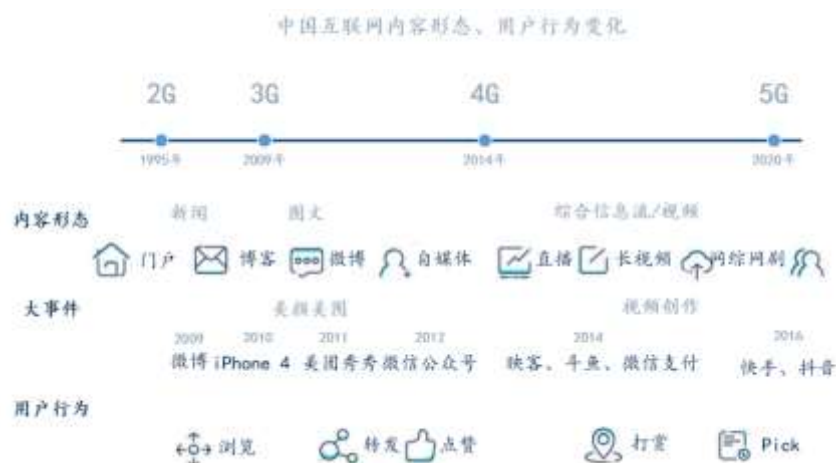 中国互联网内容形态、用户行为变化
2G 3G 4G 5G
1995年 2009年 2014年 2020年
内容形态 新闻 图文 综合信息流/视频
门户 博客 微博 自媒体 直播 长视频 网综网剧
大事件 美颜美图 视频创作
2009 2010 2011 2012 2014 2016
微博 iPhone 4 美图秀秀 微信公众号 映客、斗鱼、微信支付 快手、抖音
用户行为
浏览 转发 点赞 打赏 Pick